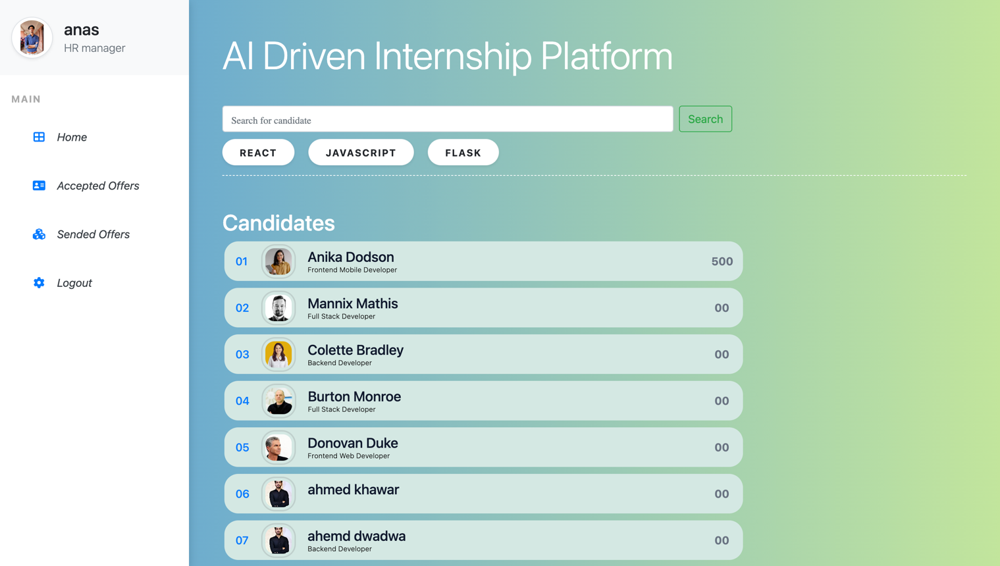 anas
HR manager
MAIN
Home
Accepted Offers
Sended Offers
Logout
AI Driven Internship Platform
Search for candidate
Search
REACT
JAVASCRIPT
FLASK
Candidates
01
Anika Dodson
Frontend Mobile Developer
500
02
Mannix Mathis
Full Stack Developer
00
03
Colette Bradley
Backend Developer
00
04
Burton Monroe
Full Stack Developer
00
05
Donovan Duke
Frontend Web Developer
00
06
ahmed khawar
00
07
ahemd dwadwa
Backend Developer
00